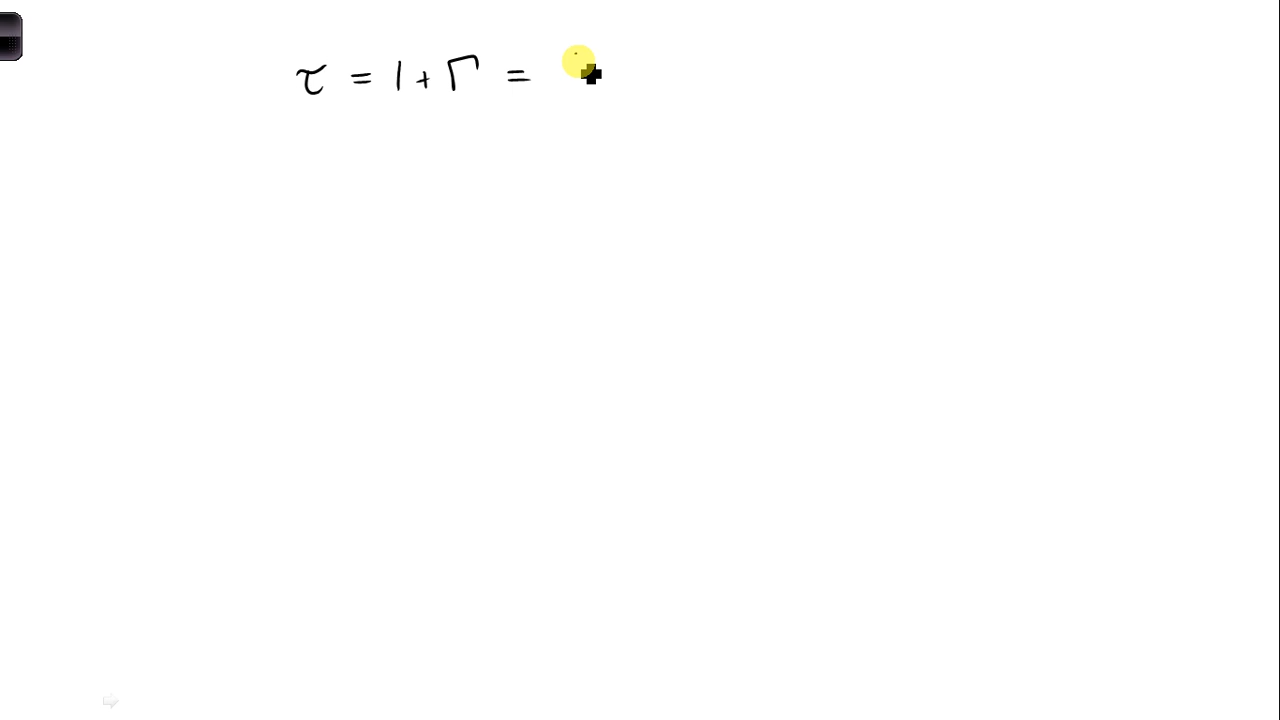 τ = 1 + Γ =